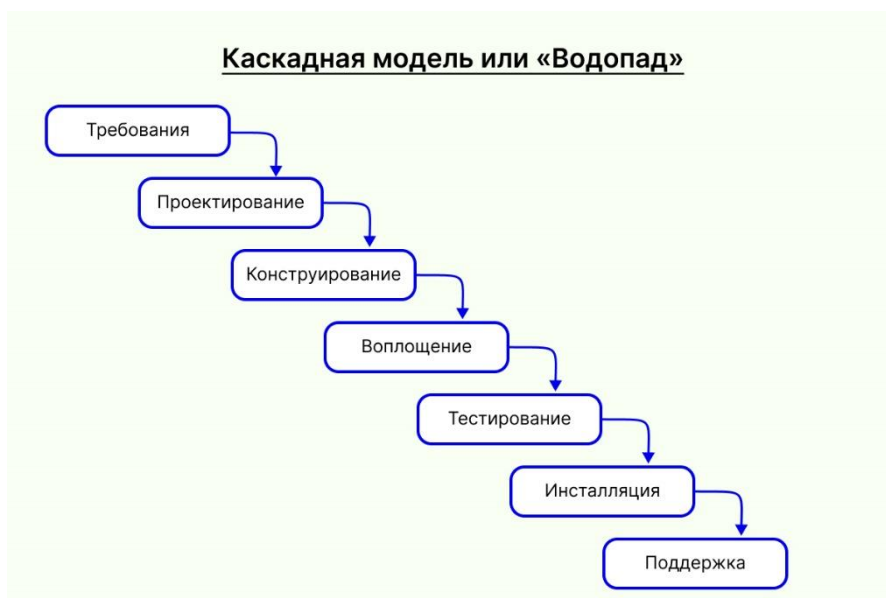 Каскадная модель или «Водопад»
Требования
Проектирование
Конструирование
Воплощение
Тестирование
Инсталляция
Поддержка